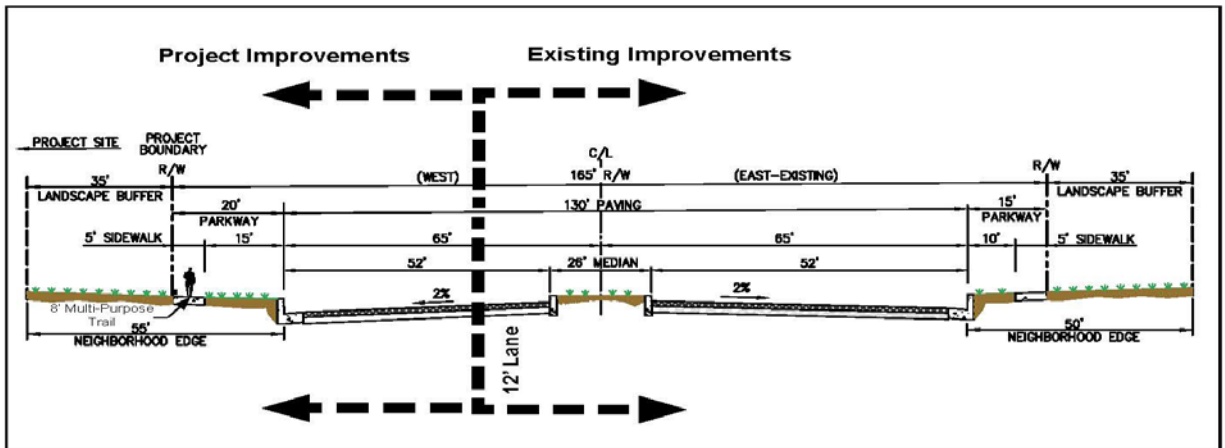 Project Improvements
Existing Improvements
PROJECT SITE
PROJECT
BOUNDARY
R/W
C/L
R/W
35'
LANDSCAPE BUFFER
(WEST)
165' R/W
(EAST-EXISTING)
35'
LANDSCAPE BUFFER
20'
PARKWAY
130' PAVING
15'
PARKWAY
5' SIDEWALK
15'
65'
65'
10'
5' SIDEWALK
52'
26' MEDIAN
52'
2%
2%
8' Multi-Purpose
Trail
55'
NEIGHBORHOOD EDGE
12' Lane
50'
NEIGHBORHOOD EDGE